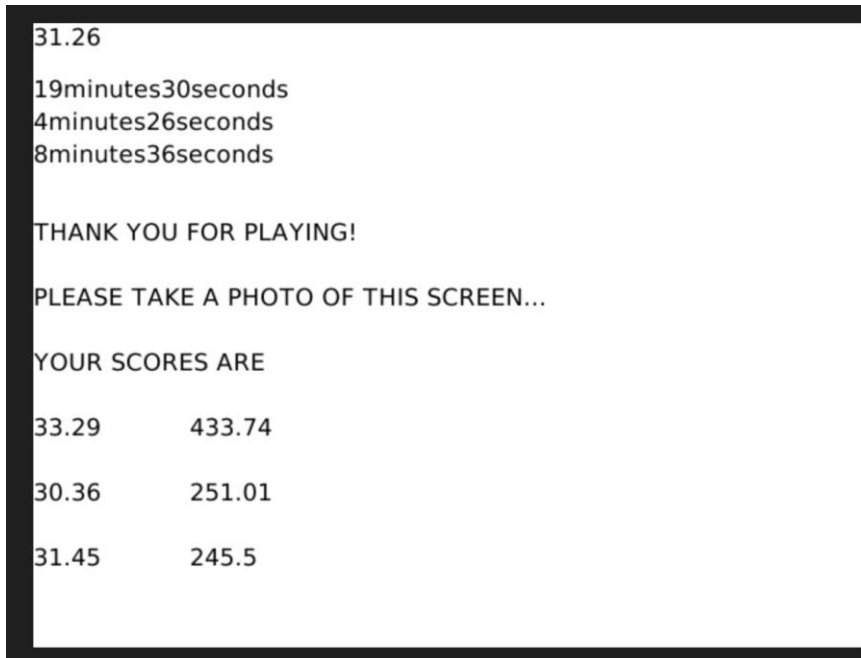 31.26
19minutes30seconds
4minutes26seconds
8minutes36seconds
THANK YOU FOR PLAYING!
PLEASE TAKE A PHOTO OF THIS SCREEN...
YOUR SCORES ARE
33.29 433.74
30.36 251.01
31.45 245.5